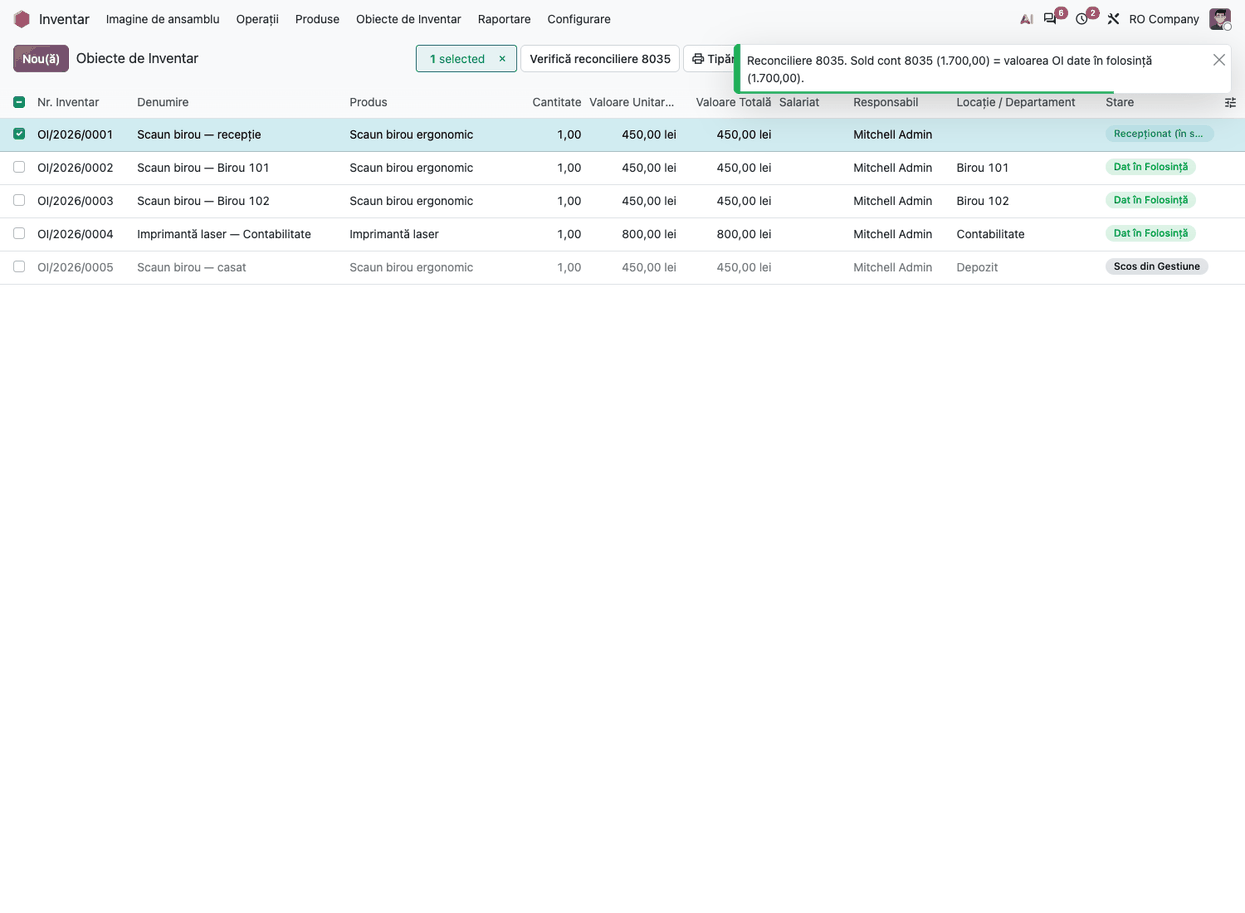 Inventar Imagine de ansamblu Operații Produse Obiecte de Inventar Raportare Configurare AI 6 2 RO Company
Nou(ă) Obiecte de Inventar 1 selected × Verifică reconciliere 8035
Reconciliere 8035. Sold cont 8035 (1.700,00) = valoarea OI date în folosință
(1.700,00).
Nr. Inventar Denumire Produs Cantitate Valoare Unitar... Valoare Totală Salariat Responsabil Locație / Departament Stare
OI/2026/0001 Scaun birou — recepție Scaun birou ergonomic 1,00 450,00 lei 450,00 lei Mitchell Admin Recepționat (în s...
OI/2026/0002 Scaun birou — Birou 101 Scaun birou ergonomic 1,00 450,00 lei 450,00 lei Mitchell Admin Birou 101 Dat în Folosință
OI/2026/0003 Scaun birou — Birou 102 Scaun birou ergonomic 1,00 450,00 lei 450,00 lei Mitchell Admin Birou 102 Dat în Folosință
OI/2026/0004 Imprimantă laser — Contabilitate Imprimantă laser 1,00 800,00 lei 800,00 lei Mitchell Admin Contabilitate Dat în Folosință
OI/2026/0005 Scaun birou — casat Scaun birou ergonomic 1,00 450,00 lei 450,00 lei Mitchell Admin Depozit Scos din Gestiune